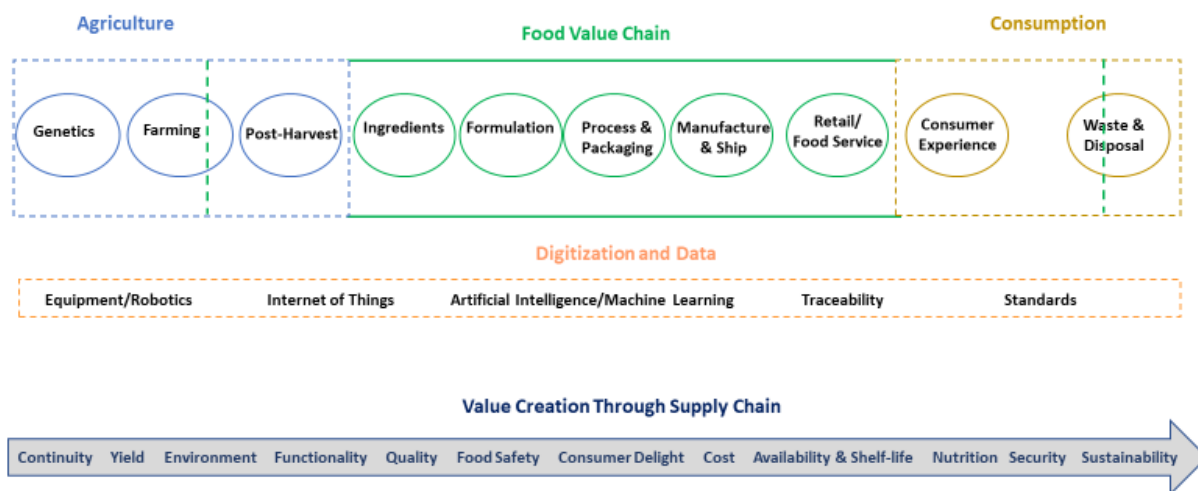 Agriculture
Food Value Chain
Consumption
Genetics
Farming
Post-Harvest
Ingredients
Formulation
Process &
Packaging
Manufacture
& Ship
Retail/
Food Service
Consumer
Experience
Waste &
Disposal
Digitization and Data
Equipment/Robotics
Internet of Things
Artificial Intelligence/Machine Learning
Traceability
Standards
Value Creation Through Supply Chain
Continuity Yield Environment Functionality Quality Food Safety Consumer Delight Cost Availability & Shelf-life Nutrition Security Sustainability